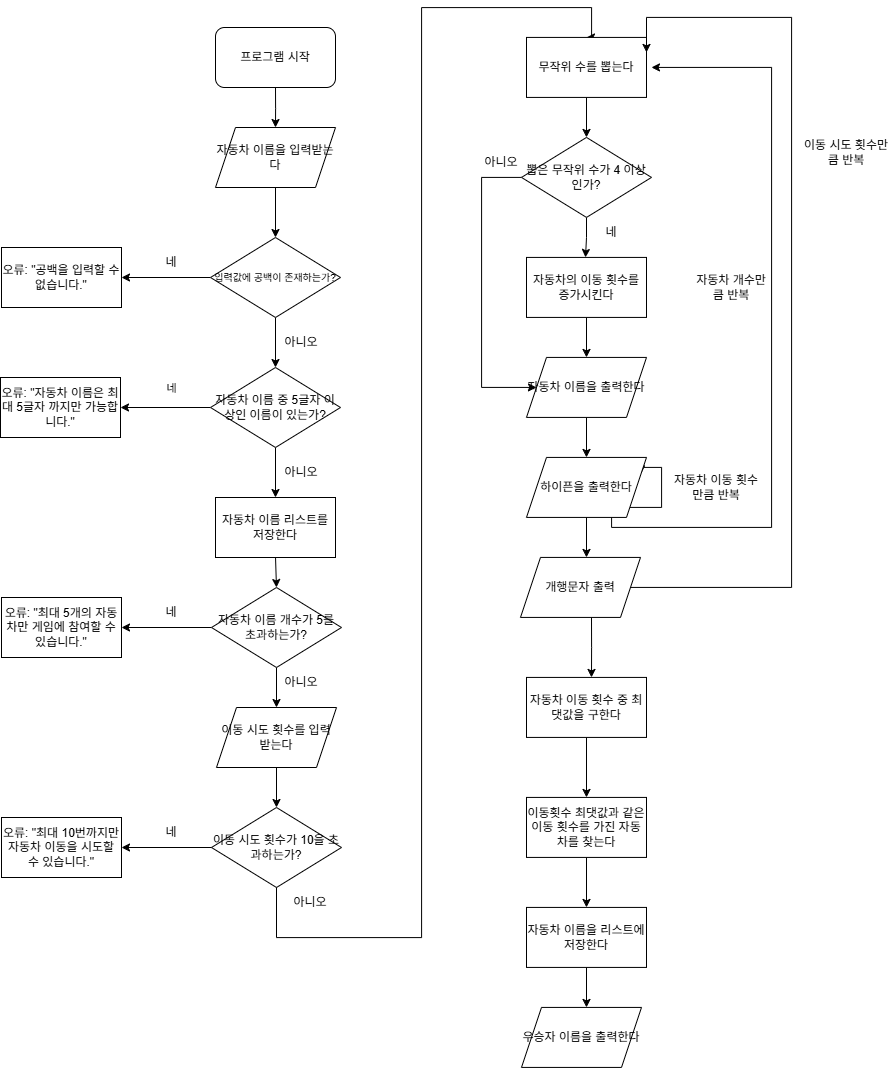 프로그램 시작
자동차 이름을 입력받는
다
입력값에 공백이 존재하는가?
네
오류: "공백을 입력할 수
없습니다."
아니오
자동차 이름 중 5글자 이
상인 이름이 있는가?
네
오류: "자동차 이름은 최
대 5글자 까지만 가능합
니다."
아니오
자동차 이름 리스트를
저장한다
자동차 이름 개수가 5를
초과하는가?
네
오류: "최대 5개의 자동
차만 게임에 참여할 수
있습니다."
아니오
이동 시도 횟수를 입력
받는다
이똥 시도 횟수가 10을 초
과하는가?
네
오류: "최대 10번까지만
자동차 이동을 시도할
수 있습니다."
아니오
무작위 수를 뽑는다
뽑은 무작위 수가 4 이상
인가?
아니오
네
자동차의 이동 횟수를
증가시킨다
자동차 이름을 출력한다
하이픈을 출력한다
자동차 이동 횟수
만큼 반복
자동차 개수만
큼 반복
이동 시도 횟수만
큼 반복
개행문자 출력
자동차 이동 횟수 중 최
댓값을 구한다
이동횟수 최댓값과 같은
이동 횟수를 가진 자동
차를 찾는다
자동차 이름을 리스트에
저장한다
우승자 이름을 출력한다